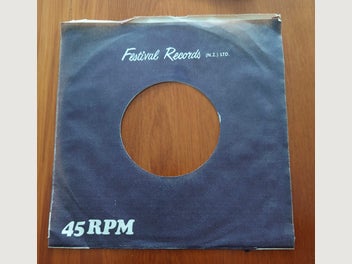 Festival Records (N.Z.) LTD.
45 RPM